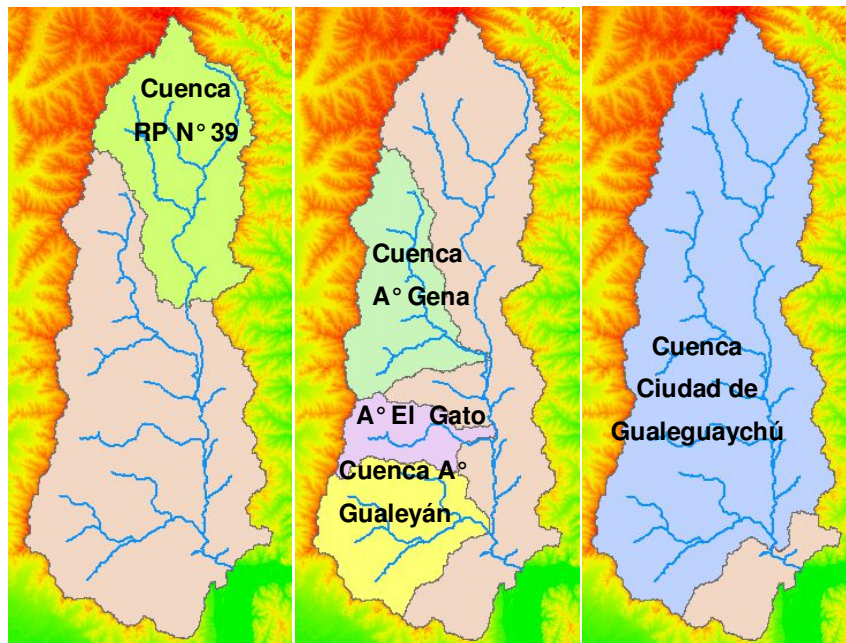 Cuenca
RP N° 39
Cuenca
A° Gena
A° El Gato
Cuenca A°
Gualeyán
Cuenca
Ciudad de
Gualeguaychú